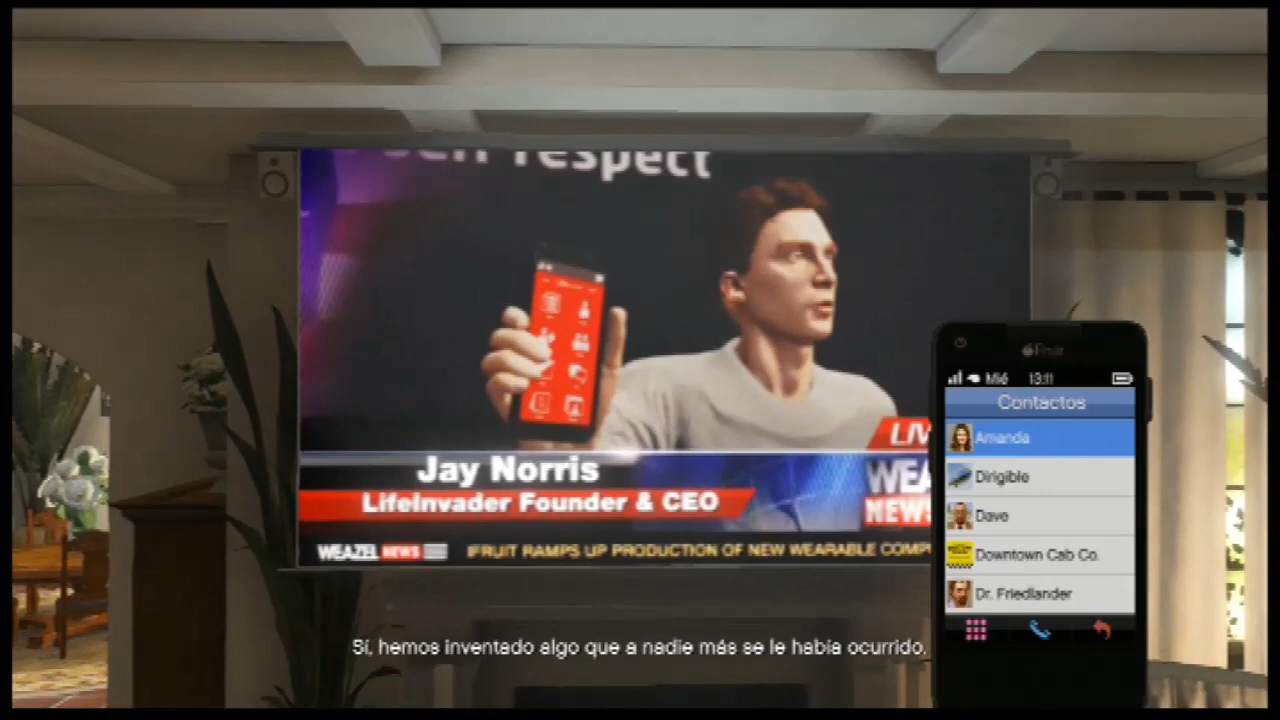 respect
Jay Norris
LifeInvader Founder & CEO
LIV
WEA
NEWS
WEAZEL NEWS
IFRUIT RAMPS UP PRODUCTION OF NEW WEARABLE COMP
Sí, hemos inventado algo que a nadie más se le había ocurrido.
iFruit
Mié 13:11
Contactos
Amanda
Dirigible
Dave
Downtown Cab Co.
Dr. Friedlander